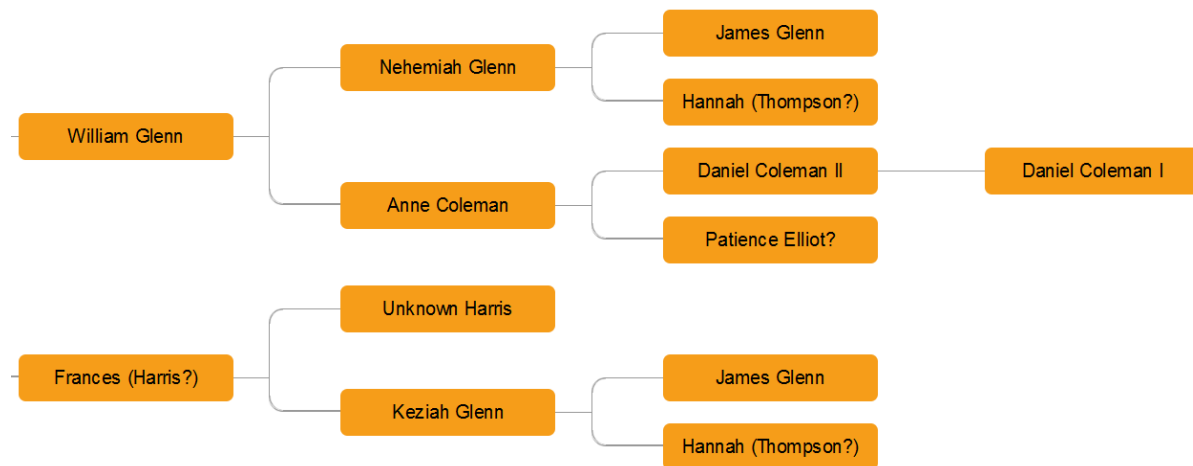 James Glenn
Nehemiah Glenn
Hannah (Thompson?)
William Glenn
Daniel Coleman II
Daniel Coleman I
Anne Coleman
Patience Elliot?
Unknown Harris
Frances (Harris?)
James Glenn
Keziah Glenn
Hannah (Thompson?)